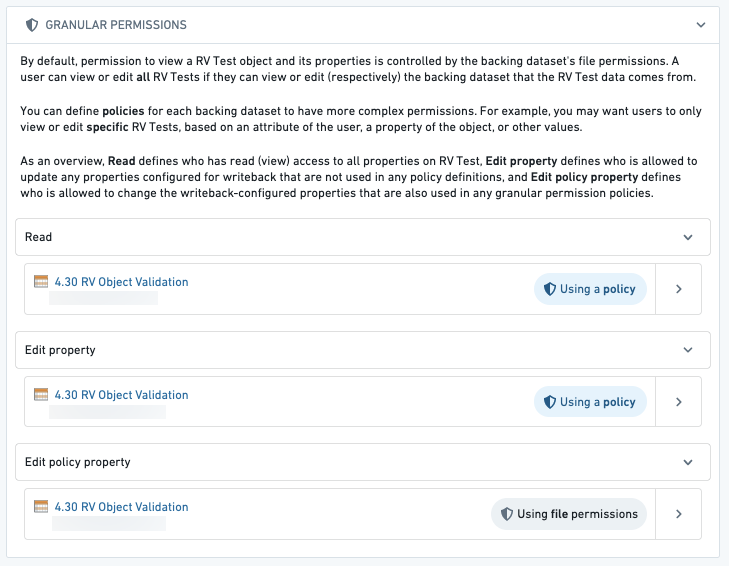 GRANULAR PERMISSIONS
By default, permission to view a RV Test object and its properties is controlled by the backing dataset's file permissions. A
user can view or edit all RV Tests if they can view or edit (respectively) the backing dataset that the RV Test data comes from.
You can define policies for each backing dataset to have more complex permissions. For example, you may want users to only
view or edit specific RV Tests, based on an attribute of the user, a property of the object, or other values.
As an overview, Read defines who has read (view) access to all properties on RV Test, Edit property defines who is allowed to
update any properties configured for writeback that are not used in any policy definitions, and Edit policy property defines
who is allowed to change the writeback-configured properties that are also used in any granular permission policies.
Read
4.30 RV Object Validation
Using a policy
Edit property
4.30 RV Object Validation
Using a policy
Edit policy property
4.30 RV Object Validation
Using file permissions